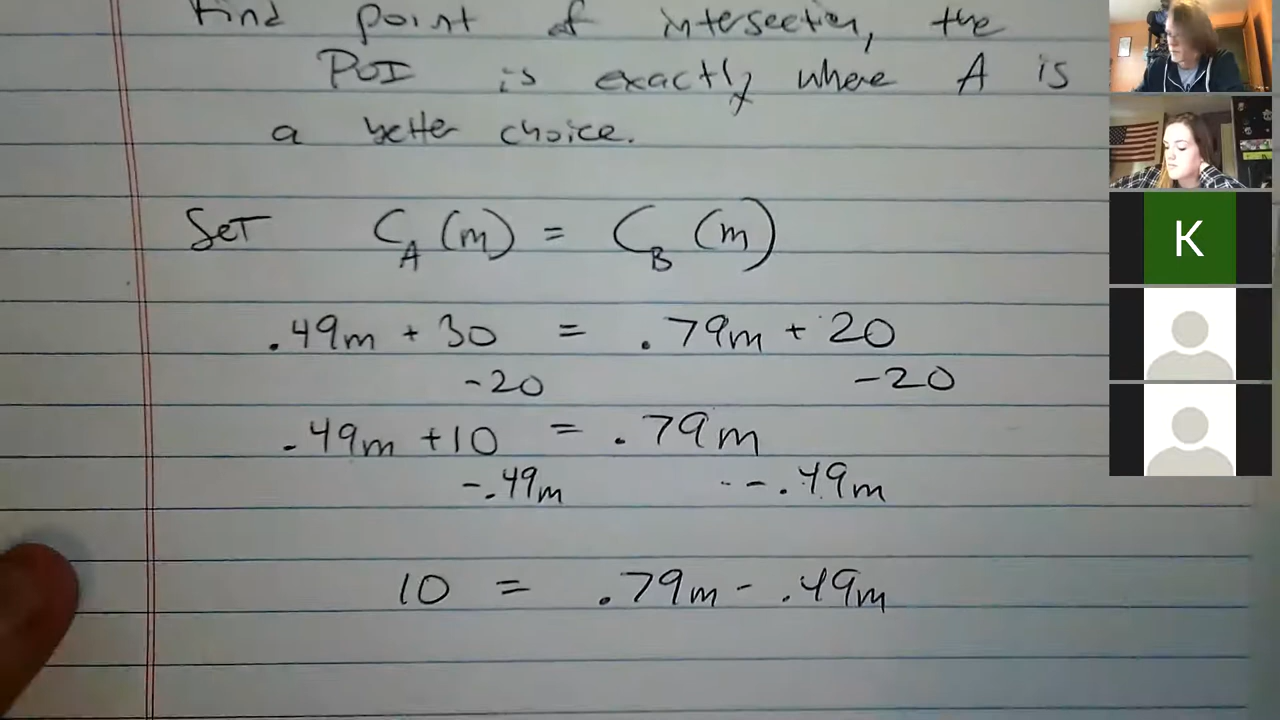 Find point of intersection, the
POI is exactly where A is
a better choice.
SET C_A (m) = C_B (m)
.49m + 30 = .79m + 20
-20 -20
.49m +10 = .79m
-.49m --.49m
10 = .79m - .49m
K